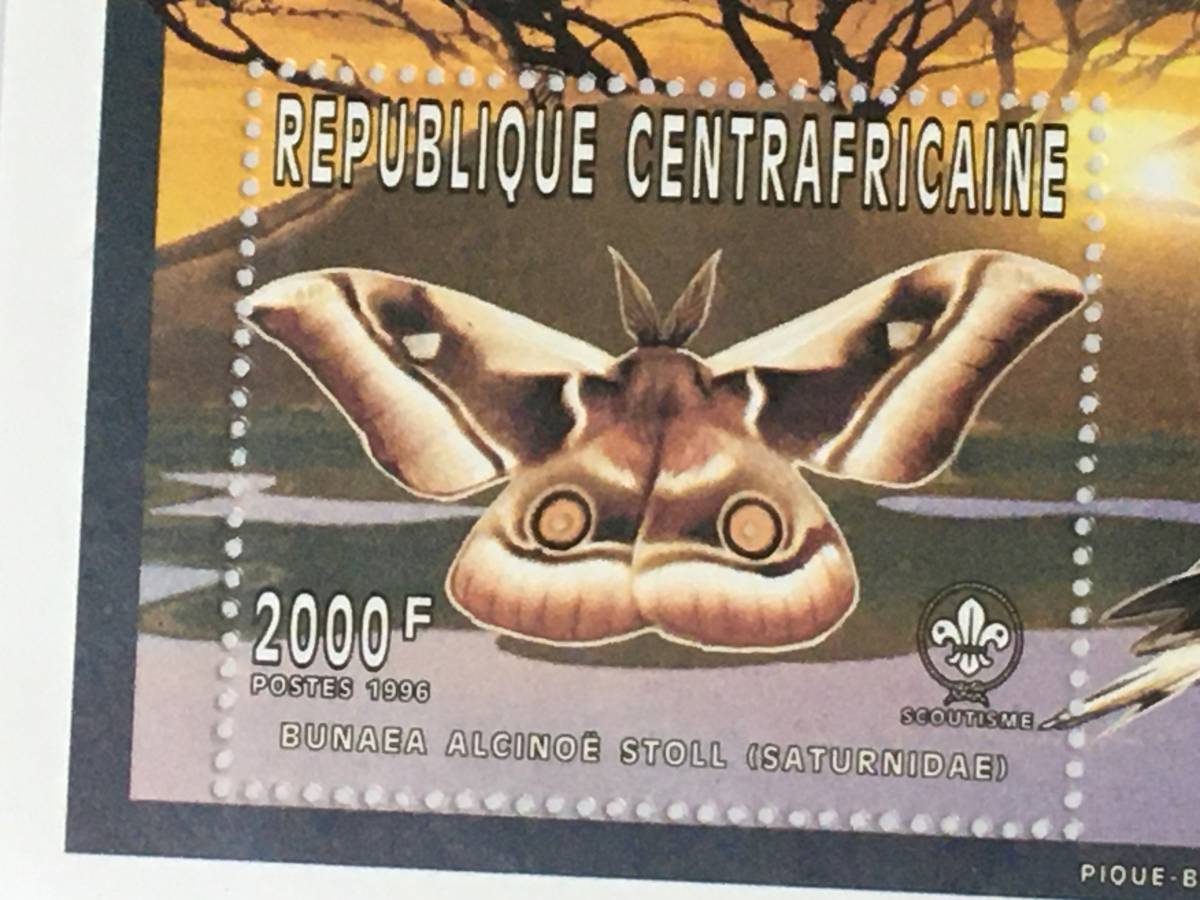 REPUBLIQUE CENTRAFRICAINE
2000F
POSTES 1996
SCOUTISME
BUNAEA ALCINOË STOLL (SATURNIDAE)
PIQUE-B